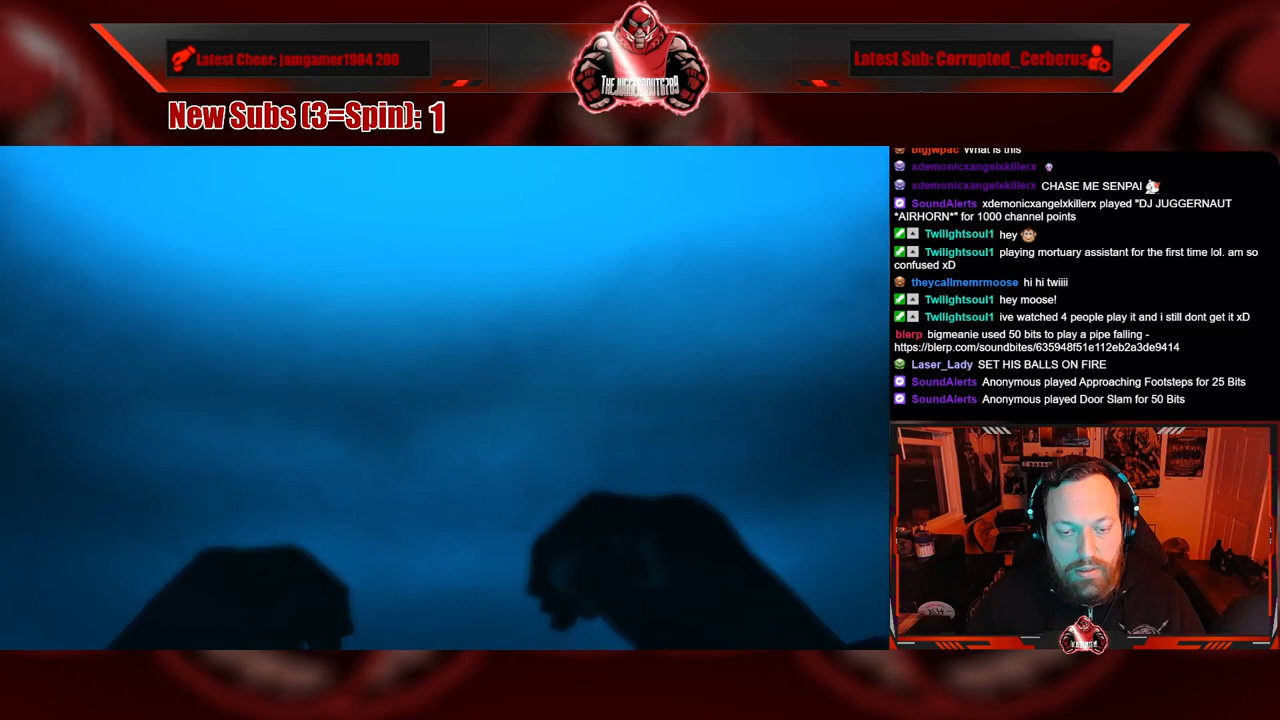 Latest Cheer: jamgamer1984 200
THEJUGGERNAUT6789
Latest Sub: Corrupted_Cerberus
New Subs (3=Spin): 1
bigjwpac What is this
xdemonicxangelxkillerx
xdemonicxangelxkillerx CHASE ME SENPAI
SoundAlerts xdemonicxangelxkillerx played "DJ JUGGERNAUT
*AIRHORN*" for 1000 channel points
Twilightsoul1 hey
Twilightsoul1 playing mortuary assistant for the first time lol. am so
confused xD
theycallmemrmoose hi hi twiiii
Twilightsoul1 hey moose!
Twilightsoul1 ive watched 4 people play it and i still dont get it xD
blerp bigmeanie used 50 bits to play a pipe falling -
https://blerp.com/soundbites/635948f51e112eb2a3de9414
Laser_Lady SET HIS BALLS ON FIRE
SoundAlerts Anonymous played Approaching Footsteps for 25 Bits
SoundAlerts Anonymous played Door Slam for 50 Bits